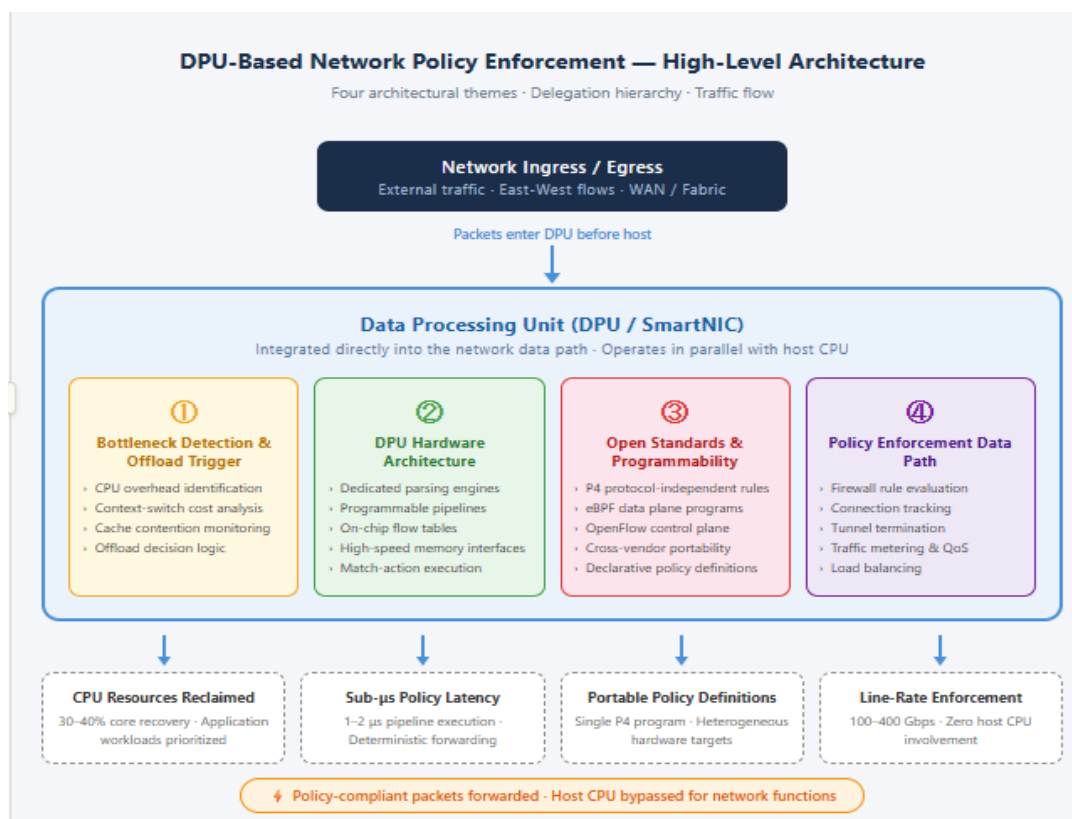 DPU-Based Network Policy Enforcement — High-Level Architecture
Four architectural themes · Delegation hierarchy · Traffic flow
Network Ingress / Egress
External traffic · East-West flows · WAN / Fabric
Packets enter DPU before host
Data Processing Unit (DPU / SmartNIC)
Integrated directly into the network data path · Operates in parallel with host CPU
①
Bottleneck Detection &
Offload Trigger
› CPU overhead identification
› Context-switch cost analysis
› Cache contention monitoring
› Offload decision logic
②
DPU Hardware
Architecture
› Dedicated parsing engines
› Programmable pipelines
› On-chip flow tables
› High-speed memory interfaces
› Match-action execution
③
Open Standards &
Programmability
› P4 protocol-independent rules
› eBPF data plane programs
› OpenFlow control plane
› Cross-vendor portability
› Declarative policy definitions
④
Policy Enforcement Data
Path
› Firewall rule evaluation
› Connection tracking
› Tunnel termination
› Traffic metering & QoS
› Load balancing
CPU Resources Reclaimed
30–40% core recovery · Application
workloads prioritized
Sub-μs Policy Latency
1–2 μs pipeline execution ·
Deterministic forwarding
Portable Policy Definitions
Single P4 program · Heterogeneous
hardware targets
Line-Rate Enforcement
100–400 Gbps · Zero host CPU
involvement
⚡ Policy-compliant packets forwarded · Host CPU bypassed for network functions